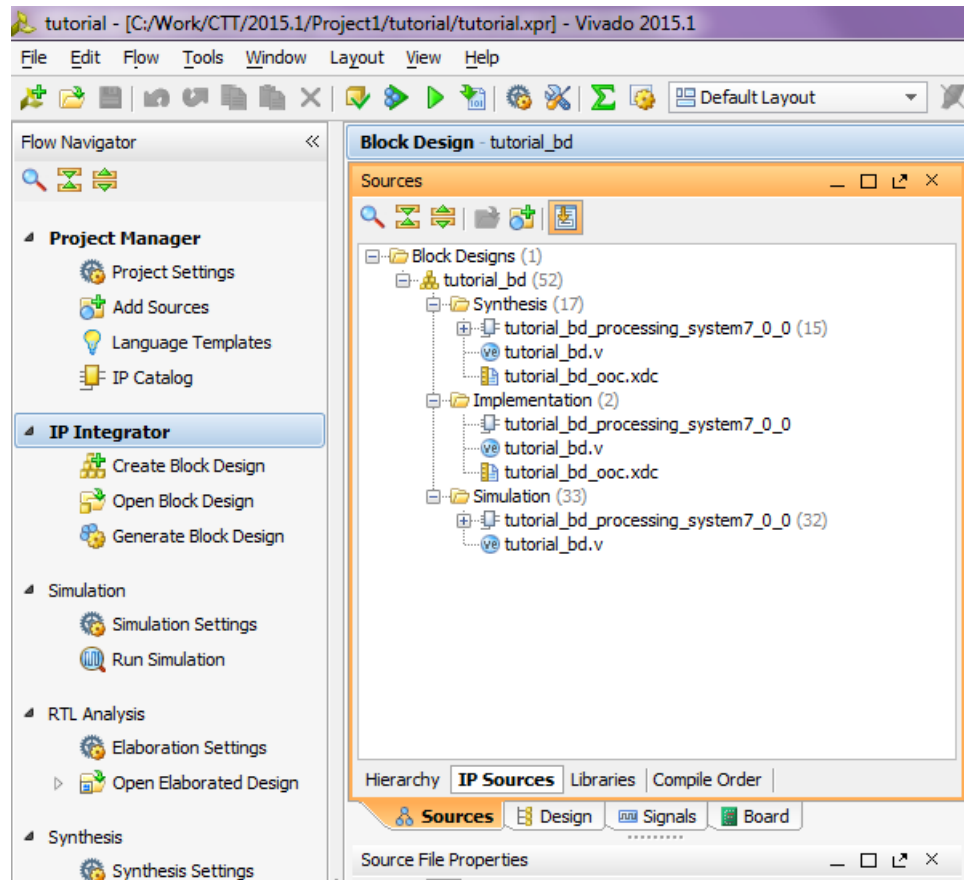 tutorial - [C:/Work/CTT/2015.1/Project1/tutorial/tutorial.xpr] - Vivado 2015.1
File Edit Flow Tools Window Layout View Help
Default Layout
Flow Navigator
Project Manager
Project Settings
Add Sources
Language Templates
IP Catalog
IP Integrator
Create Block Design
Open Block Design
Generate Block Design
Simulation
Simulation Settings
Run Simulation
RTL Analysis
Elaboration Settings
Open Elaborated Design
Synthesis
Synthesis Settings
Block Design - tutorial_bd
Sources
Block Designs (1)
tutorial_bd (52)
Synthesis (17)
tutorial_bd_processing_system7_0_0 (15)
tutorial_bd.v
tutorial_bd_ooc.xdc
Implementation (2)
tutorial_bd_processing_system7_0_0
tutorial_bd.v
tutorial_bd_ooc.xdc
Simulation (33)
tutorial_bd_processing_system7_0_0 (32)
tutorial_bd.v
Hierarchy IP Sources Libraries Compile Order
Sources Design Signals Board
Source File Properties